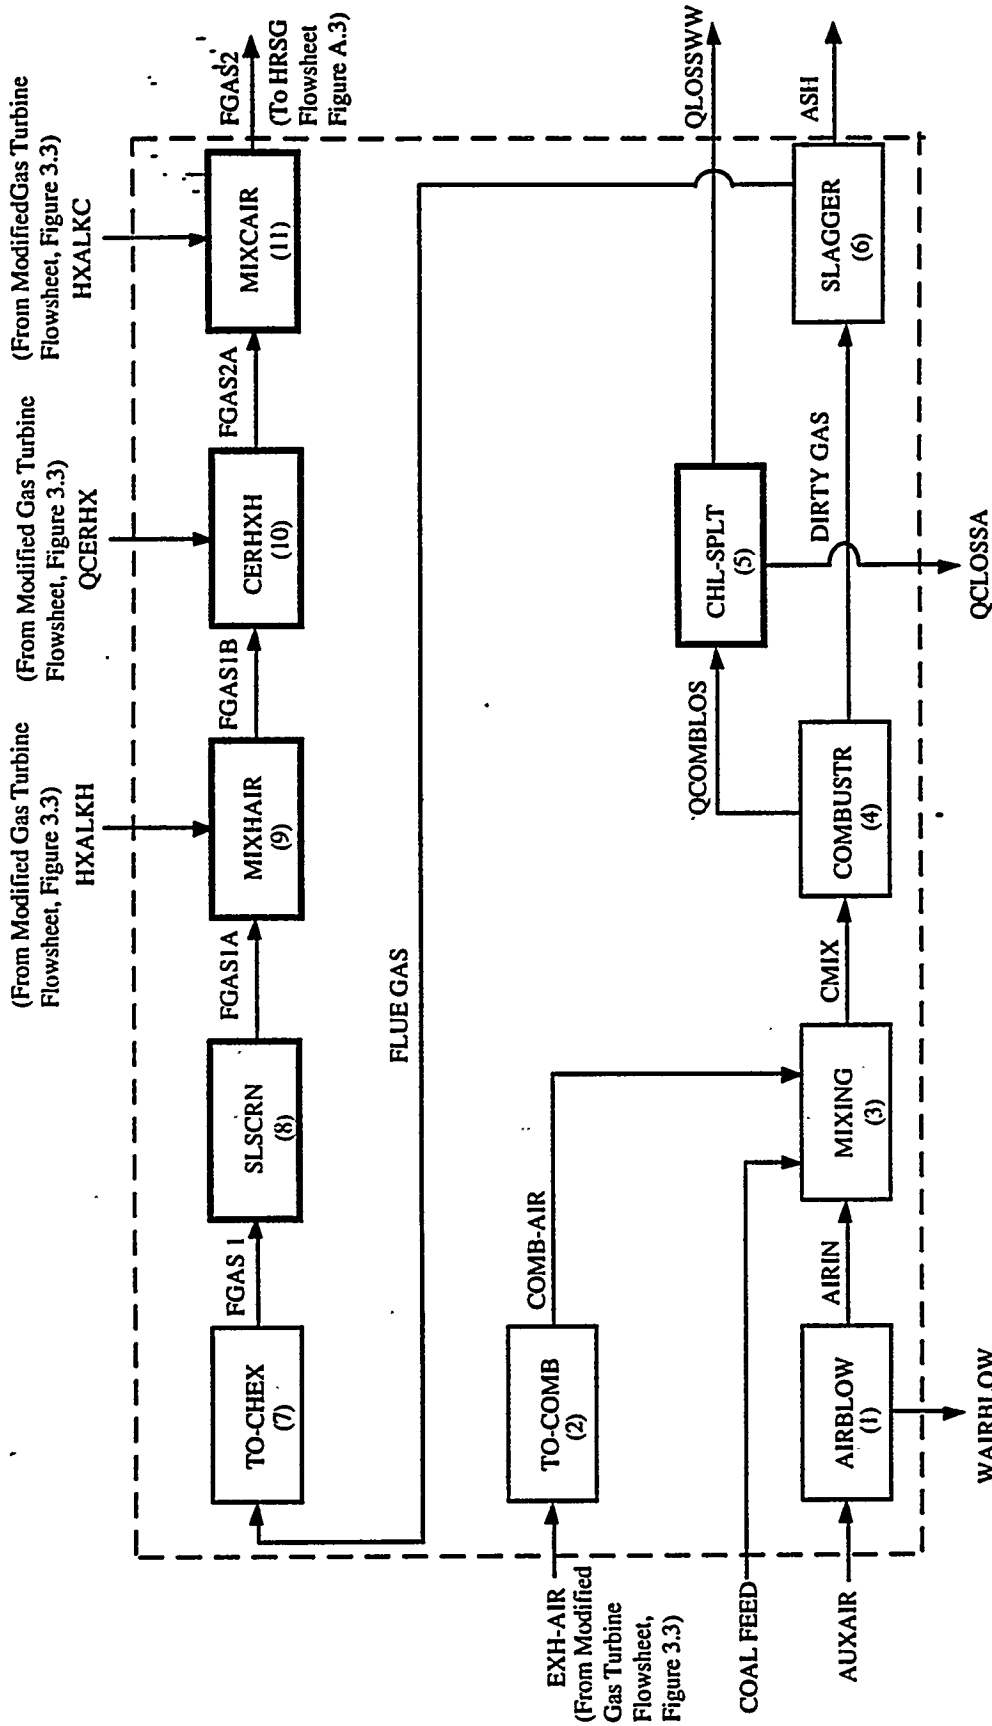 (From Modified Gas Turbine
Flowsheet, Figure 3.3)
HXALKH
(From Modified Gas Turbine
Flowsheet, Figure 3.3)
QCERHX
(From ModifiedGas Turbine
Flowsheet, Figure 3.3)
HXALKC
TO-CHEX
(7)
FGAS 1
SLSCRN
(8)
FGAS1A
MIXHAIR
(9)
FGAS1B
CERHXH
(10)
FGAS2A
MIXCAIR
(11)
FGAS2
(To HRSG
Flowsheet
Figure A.3)
FLUE GAS
EXH-AIR
(From Modified
Gas Turbine
Flowsheet,
Figure 3.3)
TO-COMB
(2)
COMB-AIR
QCOMBLOS
CHL-SPLT
(5)
QLOSSWW
COAL FEED
AUXAIR
AIRBLOW
(1)
AIRIN
MIXING
(3)
CMIX
COMBUSTR
(4)
DIRTY GAS
SLAGGER
(6)
ASH
WAIRBLOW
QCLOSSA